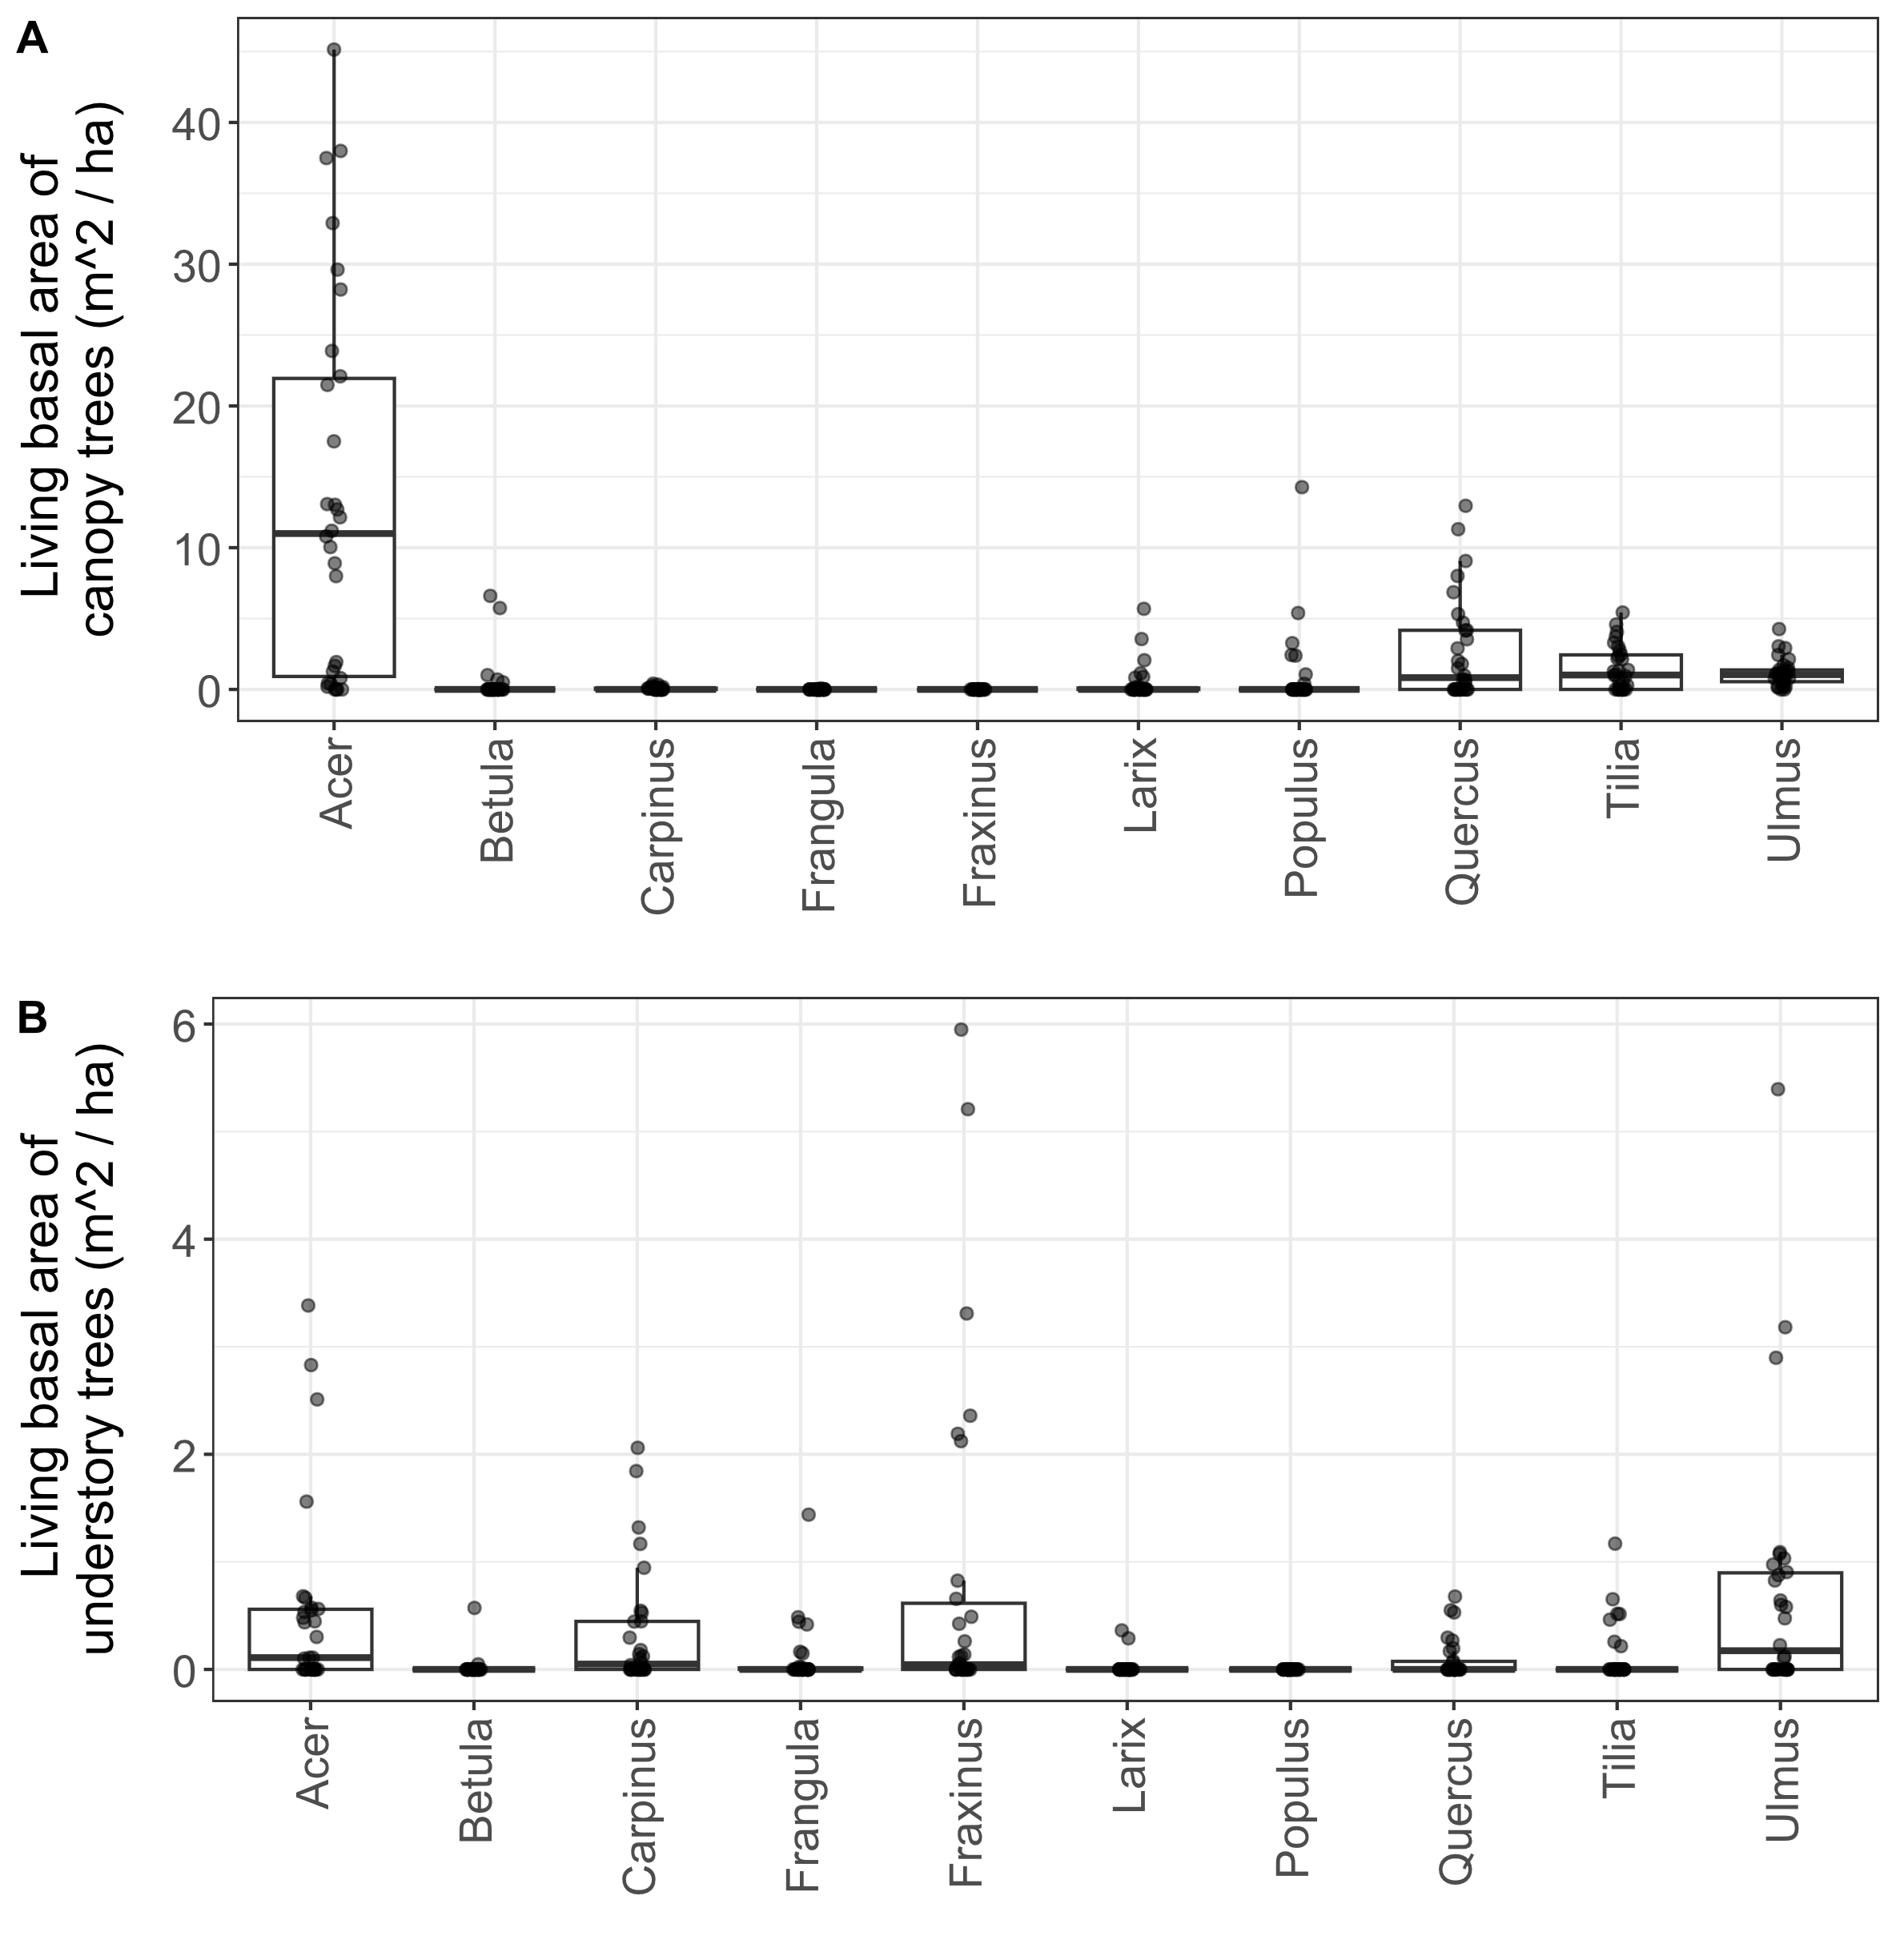 A
Living basal area of
canopy trees (m^2 / ha)
40
30
20
10
0
Acer
Betula
Carpinus
Frangula
Fraxinus
Larix
Populus
Quercus
Tilia
Ulmus
B
Living basal area of
understory trees (m^2 / ha)
6
4
2
0
Acer
Betula
Carpinus
Frangula
Fraxinus
Larix
Populus
Quercus
Tilia
Ulmus